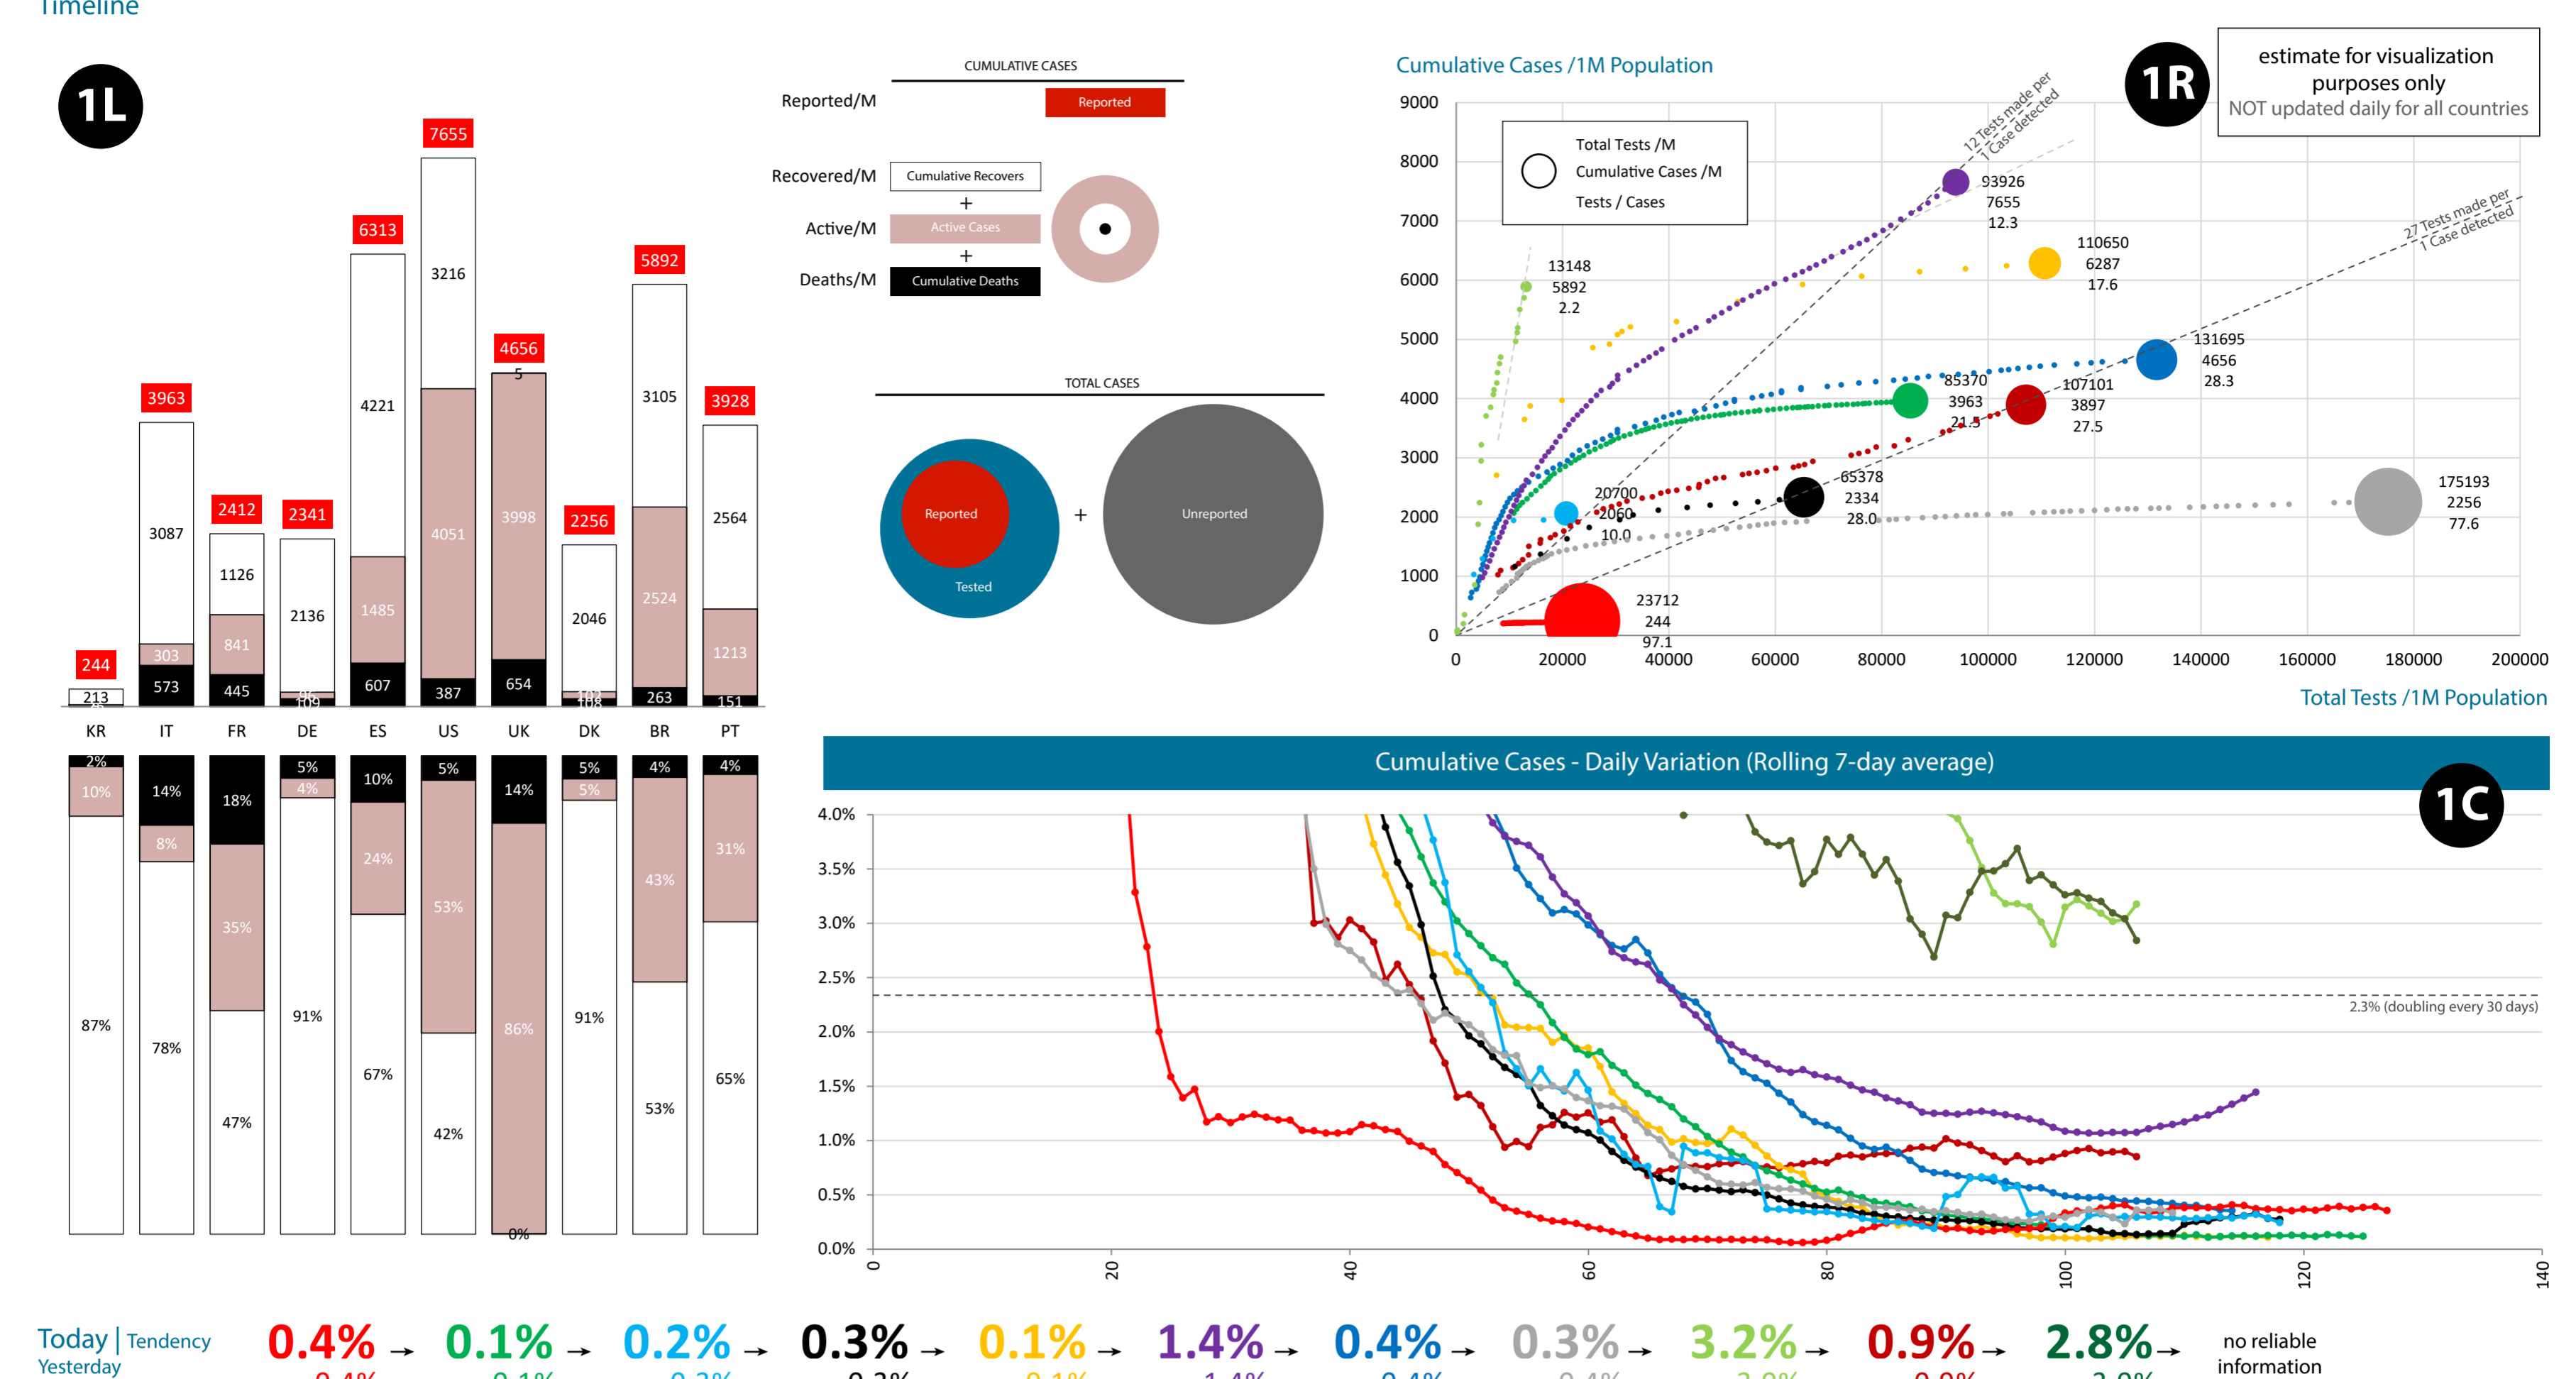 Timeline
1L
7655
6313
5892
4656
3963
3928
2412
2341
2256
244
3216
4221
3105
5
3087
1126
2136
1485
4051
3998
2046
2524
2564
1213
841
303
573
445
109
607
387
654
263
151
213
KR IT FR DE ES US UK DK BR PT
2% 14% 18% 5% 10% 5% 14% 5% 4% 4%
10% 8% 35% 4% 24% 53% 86% 5% 43% 31%
87% 78% 47% 91% 67% 42% 0% 91% 53% 65%
CUMULATIVE CASES
Reported/M Reported
Recovered/M Cumulative Recovers
+
Active/M Active Cases
+
Deaths/M Cumulative Deaths
TOTAL CASES
Reported
Tested
+
Unreported
Cumulative Cases /1M Population
1R
estimate for visualization
purposes only
NOT updated daily for all countries
9000
8000
7000
6000
5000
4000
3000
2000
1000
0
Total Tests /M
Cumulative Cases /M
Tests / Cases
12 Tests made per
1 Case detected
27 Tests made per
1 Case detected
93926
7655
12.3
110650
6287
17.6
13148
5892
2.2
131695
4656
28.3
85370
3963
21.5
107101
3897
27.5
65378
2334
28.0
20700
2060
10.0
175193
2256
77.6
23712
244
97.1
0 20000 40000 60000 80000 100000 120000 140000 160000 180000 200000
Total Tests /1M Population
Cumulative Cases - Daily Variation (Rolling 7-day average)
1C
4.0%
3.5%
3.0%
2.5%
2.0%
1.5%
1.0%
0.5%
0.0%
2.3% (doubling every 30 days)
0 20 40 60 80 100 120 140
Today | Tendency
Yesterday
0.4% → 0.1% → 0.2% → 0.3% → 0.1% → 1.4% → 0.4% → 0.3% → 3.2% → 0.9% → 2.8% →
no reliable
information